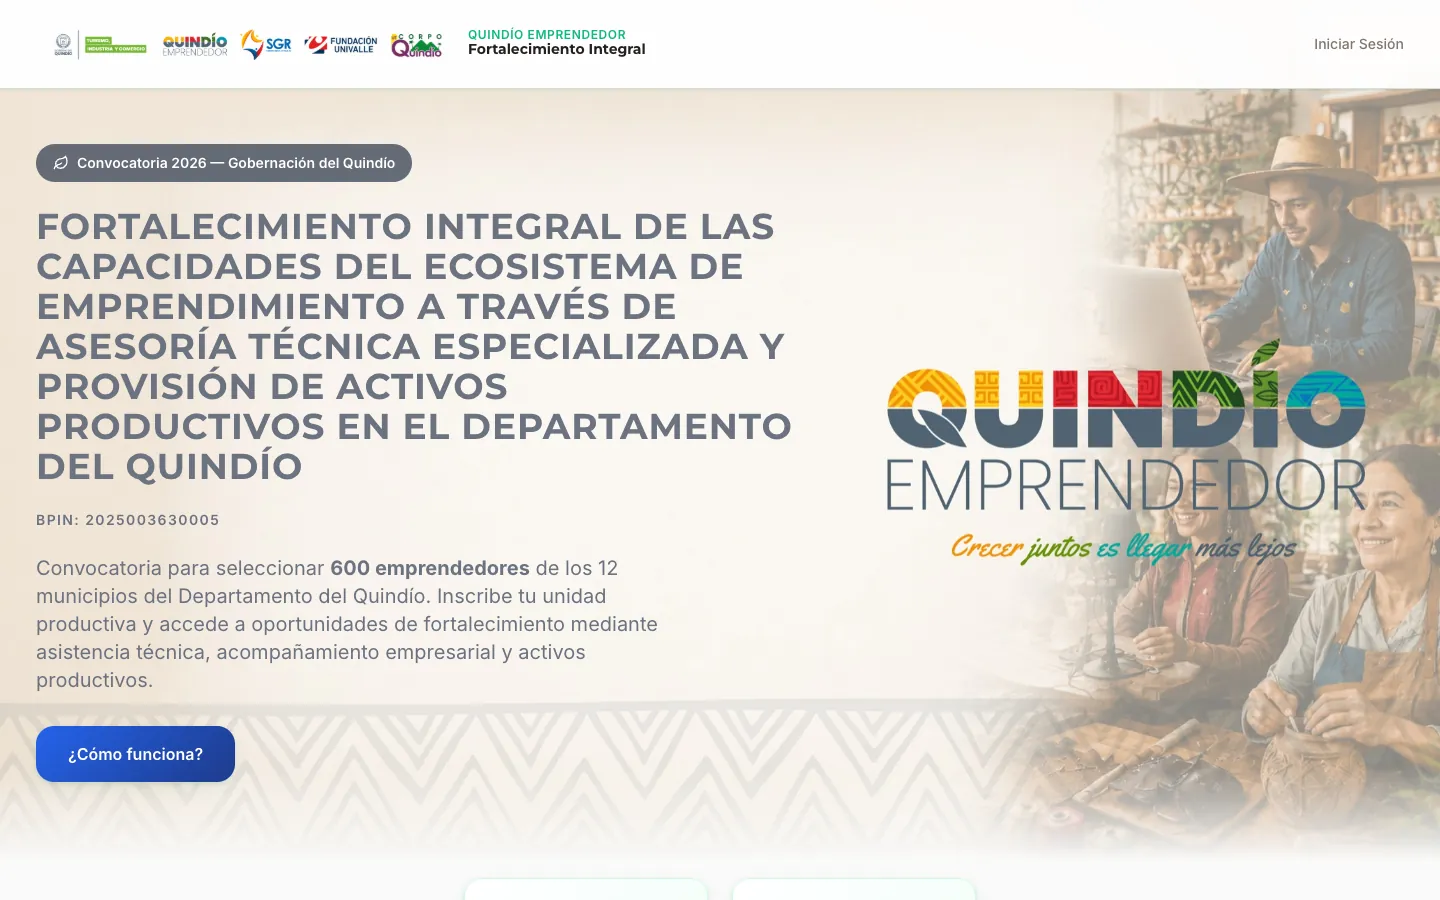 TURISMO,
INDUSTRIA Y COMERCIO
QUINDÍO
EMPRENDEDOR
SGR
FUNDACIÓN
UNIVALLE
CORPO
Quindío
QUINDÍO EMPRENDEDOR
Fortalecimiento Integral
Iniciar Sesión
Convocatoria 2026 — Gobernación del Quindío
FORTALECIMIENTO INTEGRAL DE LAS
CAPACIDADES DEL ECOSISTEMA DE
EMPRENDIMIENTO A TRAVÉS DE
ASESORÍA TÉCNICA ESPECIALIZADA Y
PROVISIÓN DE ACTIVOS
PRODUCTIVOS EN EL DEPARTAMENTO
DEL QUINDÍO
BPIN: 2025003630005
Convocatoria para seleccionar 600 emprendedores de los 12
municipios del Departamento del Quindío. Inscribe tu unidad
productiva y accede a oportunidades de fortalecimiento mediante
asistencia técnica, acompañamiento empresarial y activos
productivos.
¿Cómo funciona?
QUINDÍO
EMPRENDEDOR
Crecer juntos es llegar más lejos